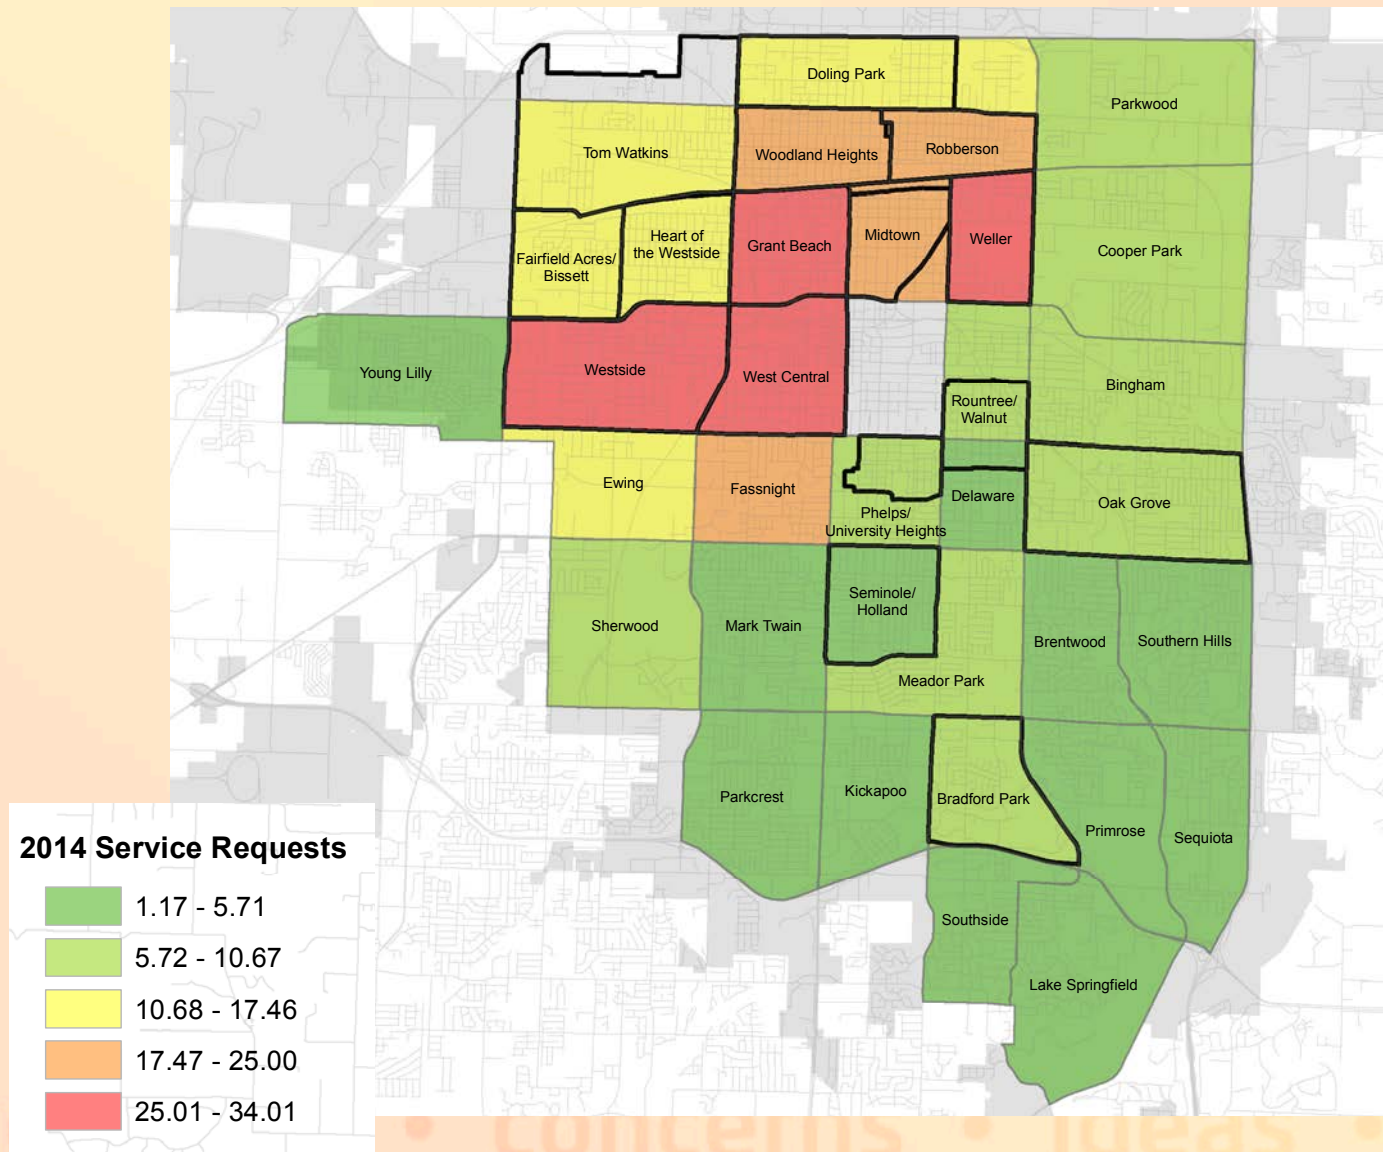 Doling Park
Parkwood
Tom Watkins
Woodland Heights
Robberson
Heart of
the Westside
Grant Beach
Midtown
Weller
Cooper Park
Fairfield Acres/
Bissett
Young Lilly
Westside
West Central
Bingham
Rountree/
Walnut
Ewing
Fassnight
Delaware
Oak Grove
Phelps/
University Heights
Seminole/
Holland
Sherwood
Mark Twain
Brentwood
Southern Hills
Meador Park
Parkcrest
Kickapoo
Bradford Park
Primrose
Sequiota
Southside
Lake Springfield
2014 Service Requests
1.17 - 5.71
5.72 - 10.67
10.68 - 17.46
17.47 - 25.00
25.01 - 34.01
• concerns • ideas •